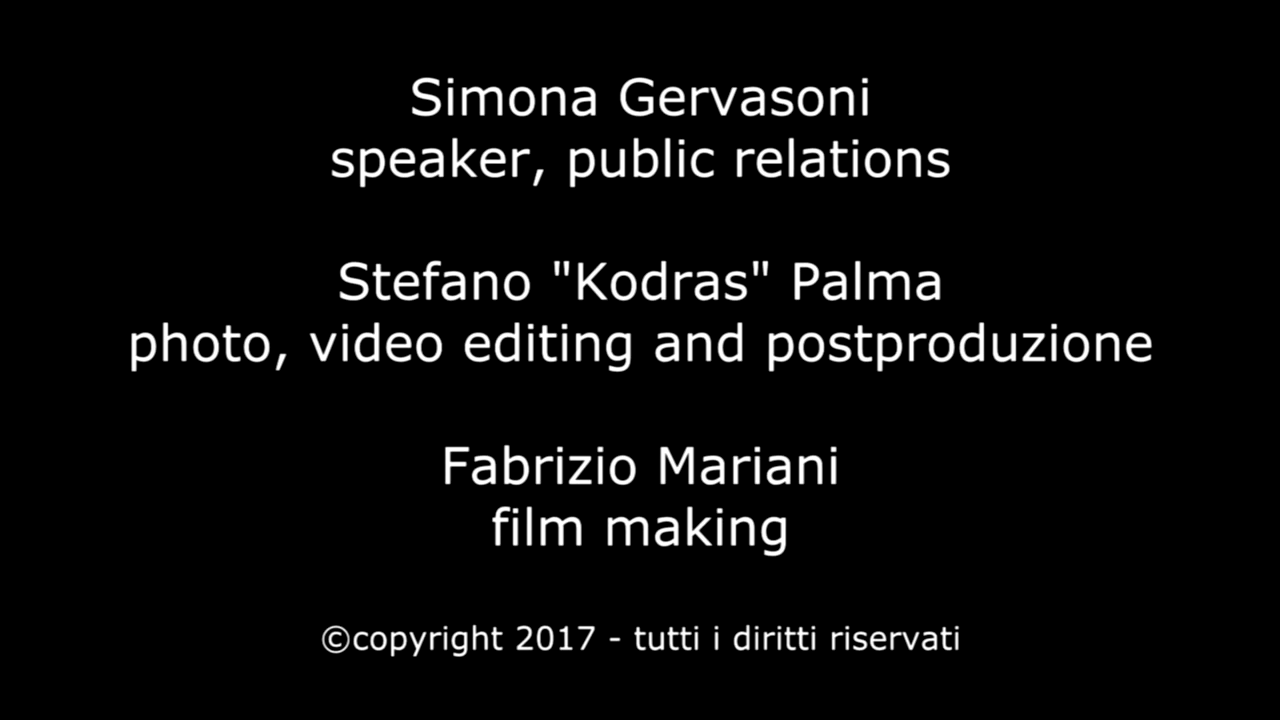 Simona Gervasoni
speaker, public relations
Stefano "Kodras" Palma
photo, video editing and postproduzione
Fabrizio Mariani
film making
©copyright 2017 - tutti i diritti riservati